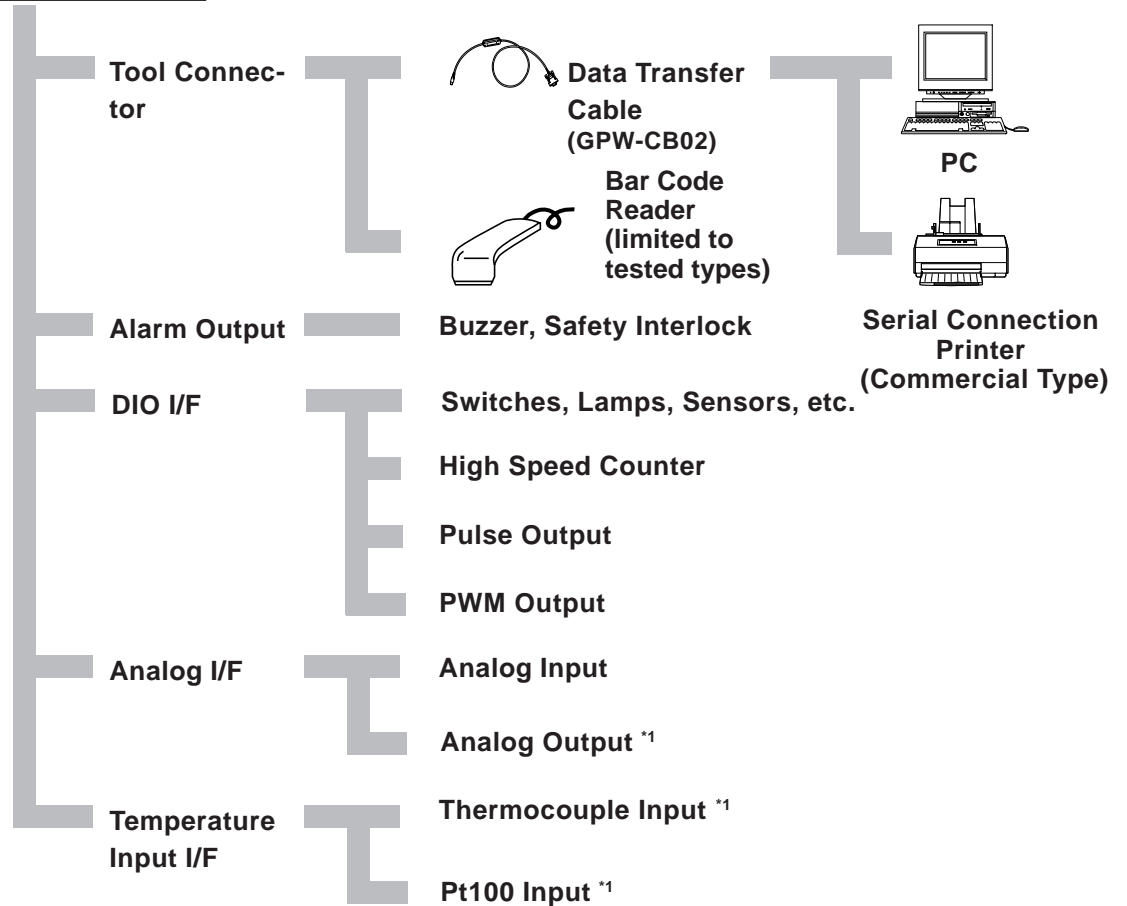 Tool Connec-
tor
Data Transfer
Cable
(GPW-CB02)
PC
Bar Code
Reader
(limited to
tested types)
Serial Connection
Printer
(Commercial Type)
Alarm Output
Buzzer, Safety Interlock
DIO I/F
Switches, Lamps, Sensors, etc.
High Speed Counter
Pulse Output
PWM Output
Analog I/F
Analog Input
Analog Output *1
Temperature
Input I/F
Thermocouple Input *1
Pt100 Input *1